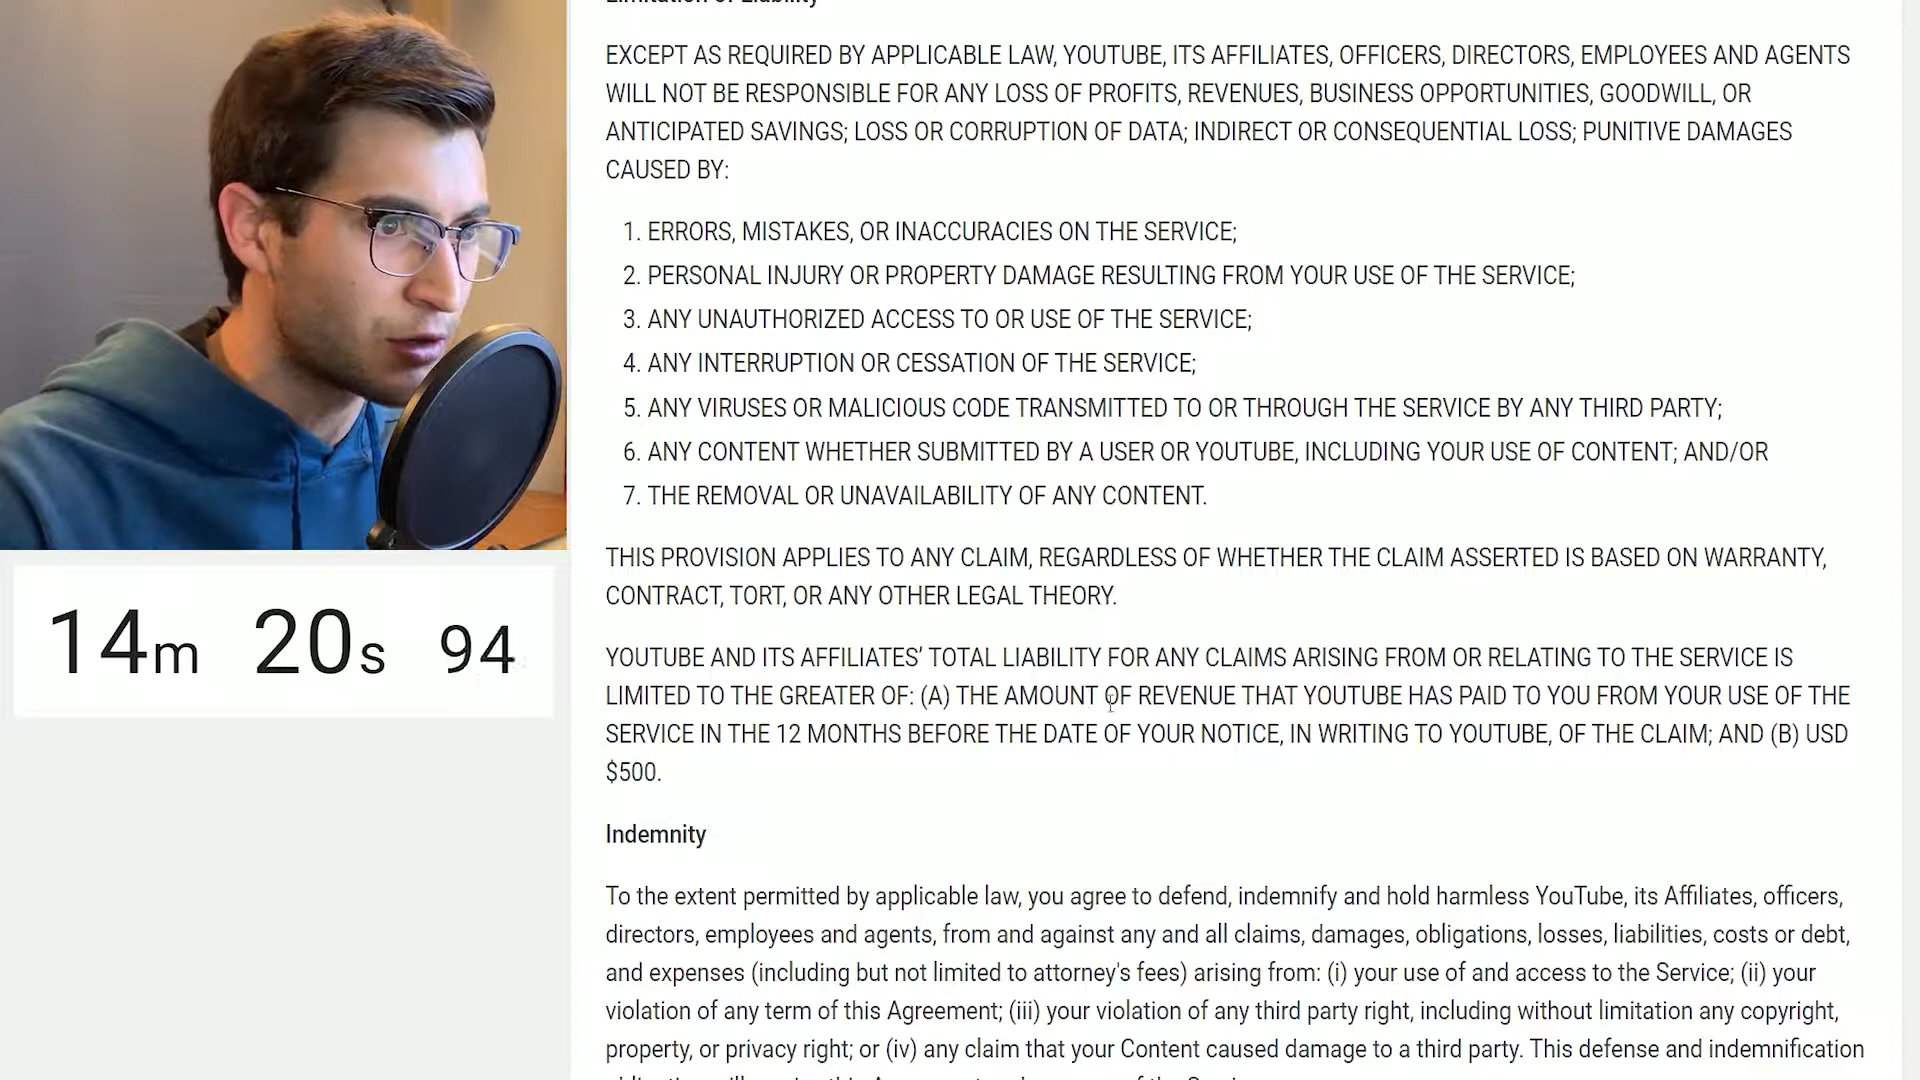 Limitation of Liability
EXCEPT AS REQUIRED BY APPLICABLE LAW, YOUTUBE, ITS AFFILIATES, OFFICERS, DIRECTORS, EMPLOYEES AND AGENTS
WILL NOT BE RESPONSIBLE FOR ANY LOSS OF PROFITS, REVENUES, BUSINESS OPPORTUNITIES, GOODWILL, OR
ANTICIPATED SAVINGS; LOSS OR CORRUPTION OF DATA; INDIRECT OR CONSEQUENTIAL LOSS; PUNITIVE DAMAGES
CAUSED BY:
1. ERRORS, MISTAKES, OR INACCURACIES ON THE SERVICE;
2. PERSONAL INJURY OR PROPERTY DAMAGE RESULTING FROM YOUR USE OF THE SERVICE;
3. ANY UNAUTHORIZED ACCESS TO OR USE OF THE SERVICE;
4. ANY INTERRUPTION OR CESSATION OF THE SERVICE;
5. ANY VIRUSES OR MALICIOUS CODE TRANSMITTED TO OR THROUGH THE SERVICE BY ANY THIRD PARTY;
6. ANY CONTENT WHETHER SUBMITTED BY A USER OR YOUTUBE, INCLUDING YOUR USE OF CONTENT; AND/OR
7. THE REMOVAL OR UNAVAILABILITY OF ANY CONTENT.
THIS PROVISION APPLIES TO ANY CLAIM, REGARDLESS OF WHETHER THE CLAIM ASSERTED IS BASED ON WARRANTY,
CONTRACT, TORT, OR ANY OTHER LEGAL THEORY.
YOUTUBE AND ITS AFFILIATES’ TOTAL LIABILITY FOR ANY CLAIMS ARISING FROM OR RELATING TO THE SERVICE IS
LIMITED TO THE GREATER OF: (A) THE AMOUNT OF REVENUE THAT YOUTUBE HAS PAID TO YOU FROM YOUR USE OF THE
SERVICE IN THE 12 MONTHS BEFORE THE DATE OF YOUR NOTICE, IN WRITING TO YOUTUBE, OF THE CLAIM; AND (B) USD
$500.
Indemnity
To the extent permitted by applicable law, you agree to defend, indemnify and hold harmless YouTube, its Affiliates, officers,
directors, employees and agents, from and against any and all claims, damages, obligations, losses, liabilities, costs or debt,
and expenses (including but not limited to attorney's fees) arising from: (i) your use of and access to the Service; (ii) your
violation of any term of this Agreement; (iii) your violation of any third party right, including without limitation any copyright,
property, or privacy right; or (iv) any claim that your Content caused damage to a third party. This defense and indemnification
14m 20s 94